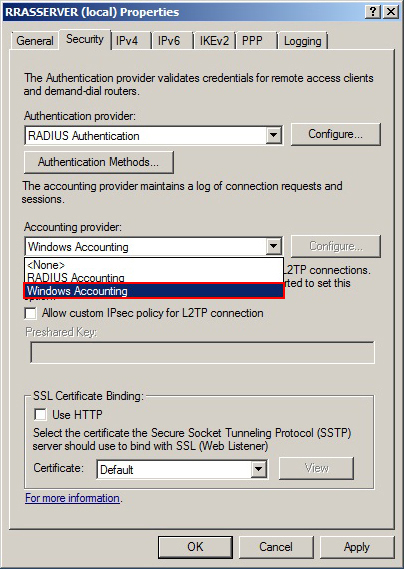 RRASSERVER (local) Properties
General Security IPv4 IPv6 IKEv2 PPP Logging
The Authentication provider validates credentials for remote access clients
and demand-dial routers.
Authentication provider:
RADIUS Authentication Configure...
Authentication Methods...
The accounting provider maintains a log of connection requests and
sessions.
Accounting provider:
Windows Accounting Configure...
<None>
L2TP connections.
RADIUS Accounting
rted to set this
Windows Accounting
Allow custom IPsec policy for L2TP connection
Preshared Key:
SSL Certificate Binding:
Use HTTP
Select the certificate the Secure Socket Tunneling Protocol (SSTP)
server should use to bind with SSL (Web Listener)
Certificate: Default View
For more information.
OK Cancel Apply